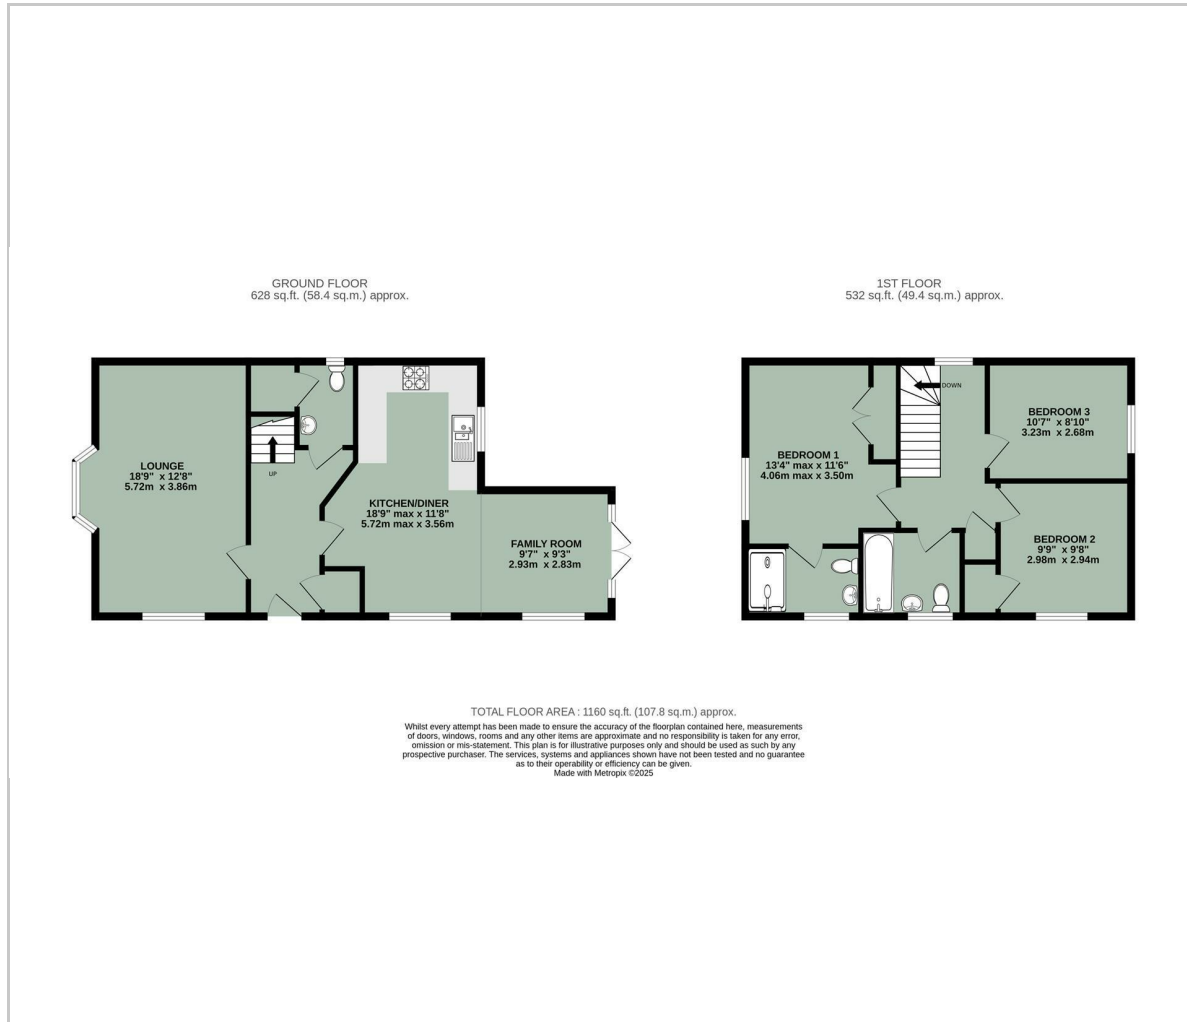 GROUND FLOOR
628 sq.ft. (58.4 sq.m.) approx.
1ST FLOOR
532 sq.ft. (49.4 sq.m.) approx.
LOUNGE
18'9" x 12'8"
5.72m x 3.86m
UP
KITCHEN/DINER
18'9" max x 11'8"
5.72m max x 3.56m
FAMILY ROOM
9'7" x 9'3"
2.93m x 2.83m
DOWN
BEDROOM 1
13'4" max x 11'6"
4.06m max x 3.50m
BEDROOM 3
10'7" x 8'10"
3.23m x 2.68m
BEDROOM 2
9'9" x 9'8"
2.98m x 2.94m
TOTAL FLOOR AREA : 1160 sq.ft. (107.8 sq.m.) approx.
Whilst every attempt has been made to ensure the accuracy of the floorplan contained here, measurements
of doors, windows, rooms and any other items are approximate and no responsibility is taken for any error,
omission or mis-statement. This plan is for illustrative purposes only and should be used as such by any
prospective purchaser. The services, systems and appliances shown have not been tested and no guarantee
as to their operability or efficiency can be given.
Made with Metropix ©2025